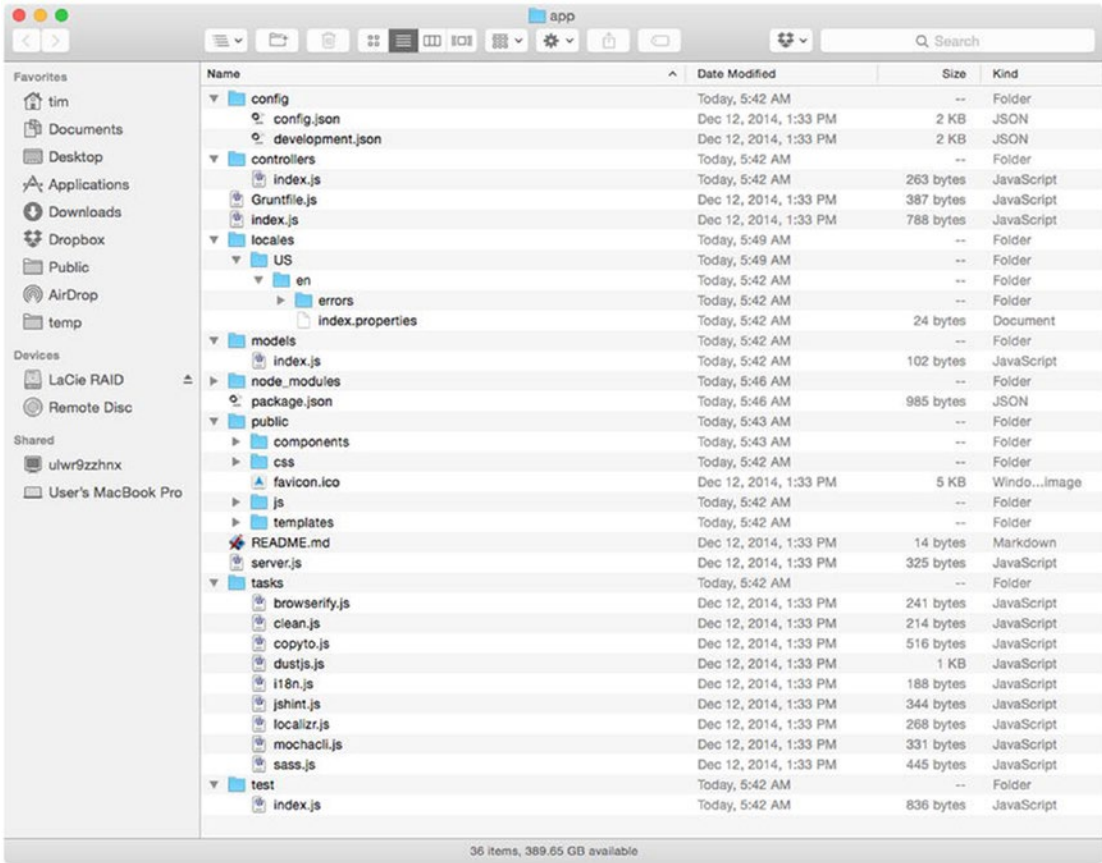 app
Search
Favorites
tim
Documents
Desktop
Applications
Downloads
Dropbox
Public
AirDrop
temp
Devices
LaCie RAID
Remote Disc
Shared
ulwr9zzhnx
User's MacBook Pro
Name Date Modified Size Kind
config Today, 5:42 AM -- Folder
config.json Dec 12, 2014, 1:33 PM 2 KB JSON
development.json Dec 12, 2014, 1:33 PM 2 KB JSON
controllers Today, 5:42 AM -- Folder
index.js Today, 5:42 AM 263 bytes JavaScript
Gruntfile.js Dec 12, 2014, 1:33 PM 387 bytes JavaScript
index.js Dec 12, 2014, 1:33 PM 788 bytes JavaScript
locales Today, 5:49 AM -- Folder
US Today, 5:49 AM -- Folder
en Today, 5:42 AM -- Folder
errors Today, 5:42 AM -- Folder
index.properties Today, 5:42 AM 24 bytes Document
models Today, 5:42 AM -- Folder
index.js Today, 5:42 AM 102 bytes JavaScript
node_modules Today, 5:46 AM -- Folder
package.json Today, 5:46 AM 985 bytes JSON
public Today, 5:43 AM -- Folder
components Today, 5:43 AM -- Folder
css Today, 5:42 AM -- Folder
favicon.ico Dec 12, 2014, 1:33 PM 5 KB Windo...image
js Today, 5:42 AM -- Folder
templates Today, 5:42 AM -- Folder
README.md Dec 12, 2014, 1:33 PM 14 bytes Markdown
server.js Dec 12, 2014, 1:33 PM 325 bytes JavaScript
tasks Today, 5:42 AM -- Folder
browserify.js Dec 12, 2014, 1:33 PM 241 bytes JavaScript
clean.js Dec 12, 2014, 1:33 PM 214 bytes JavaScript
copyto.js Dec 12, 2014, 1:33 PM 516 bytes JavaScript
dustjs.js Dec 12, 2014, 1:33 PM 1 KB JavaScript
i18n.js Dec 12, 2014, 1:33 PM 188 bytes JavaScript
jshint.js Dec 12, 2014, 1:33 PM 344 bytes JavaScript
localizr.js Dec 12, 2014, 1:33 PM 268 bytes JavaScript
mochacli.js Dec 12, 2014, 1:33 PM 331 bytes JavaScript
sass.js Dec 12, 2014, 1:33 PM 445 bytes JavaScript
test Today, 5:42 AM -- Folder
index.js Today, 5:42 AM 836 bytes JavaScript
36 items, 389.65 GB available